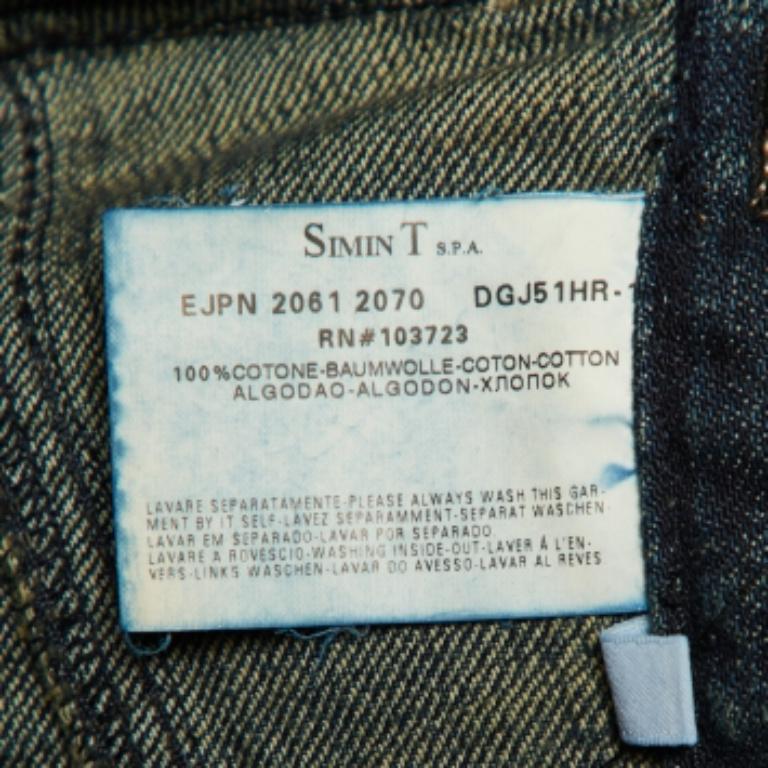 SIMINT S.P.A.
EJPN 2061 2070 DGJ51HR-1
RN#103723
100%COTONE-BAUMWOLLE-COTON-COTTON
ALGODAO-ALGODON-ХЛОПОК
LAVARE SEPARATAMENTE-PLEASE ALWAYS WASH THIS GAR-
MENT BY IT SELF-LAVEZ SEPARAMMENT-SEPARAT WASCHEN-
LAVAR EM SEPARADO-LAVAR POR SEPARADO
LAVARE A ROVESCIO-WASHING INSIDE-OUT-LAVER Á L'EN-
VERS-LINKS WASCHEN-LAVAR DO AVESSO-LAVAR AL REVES